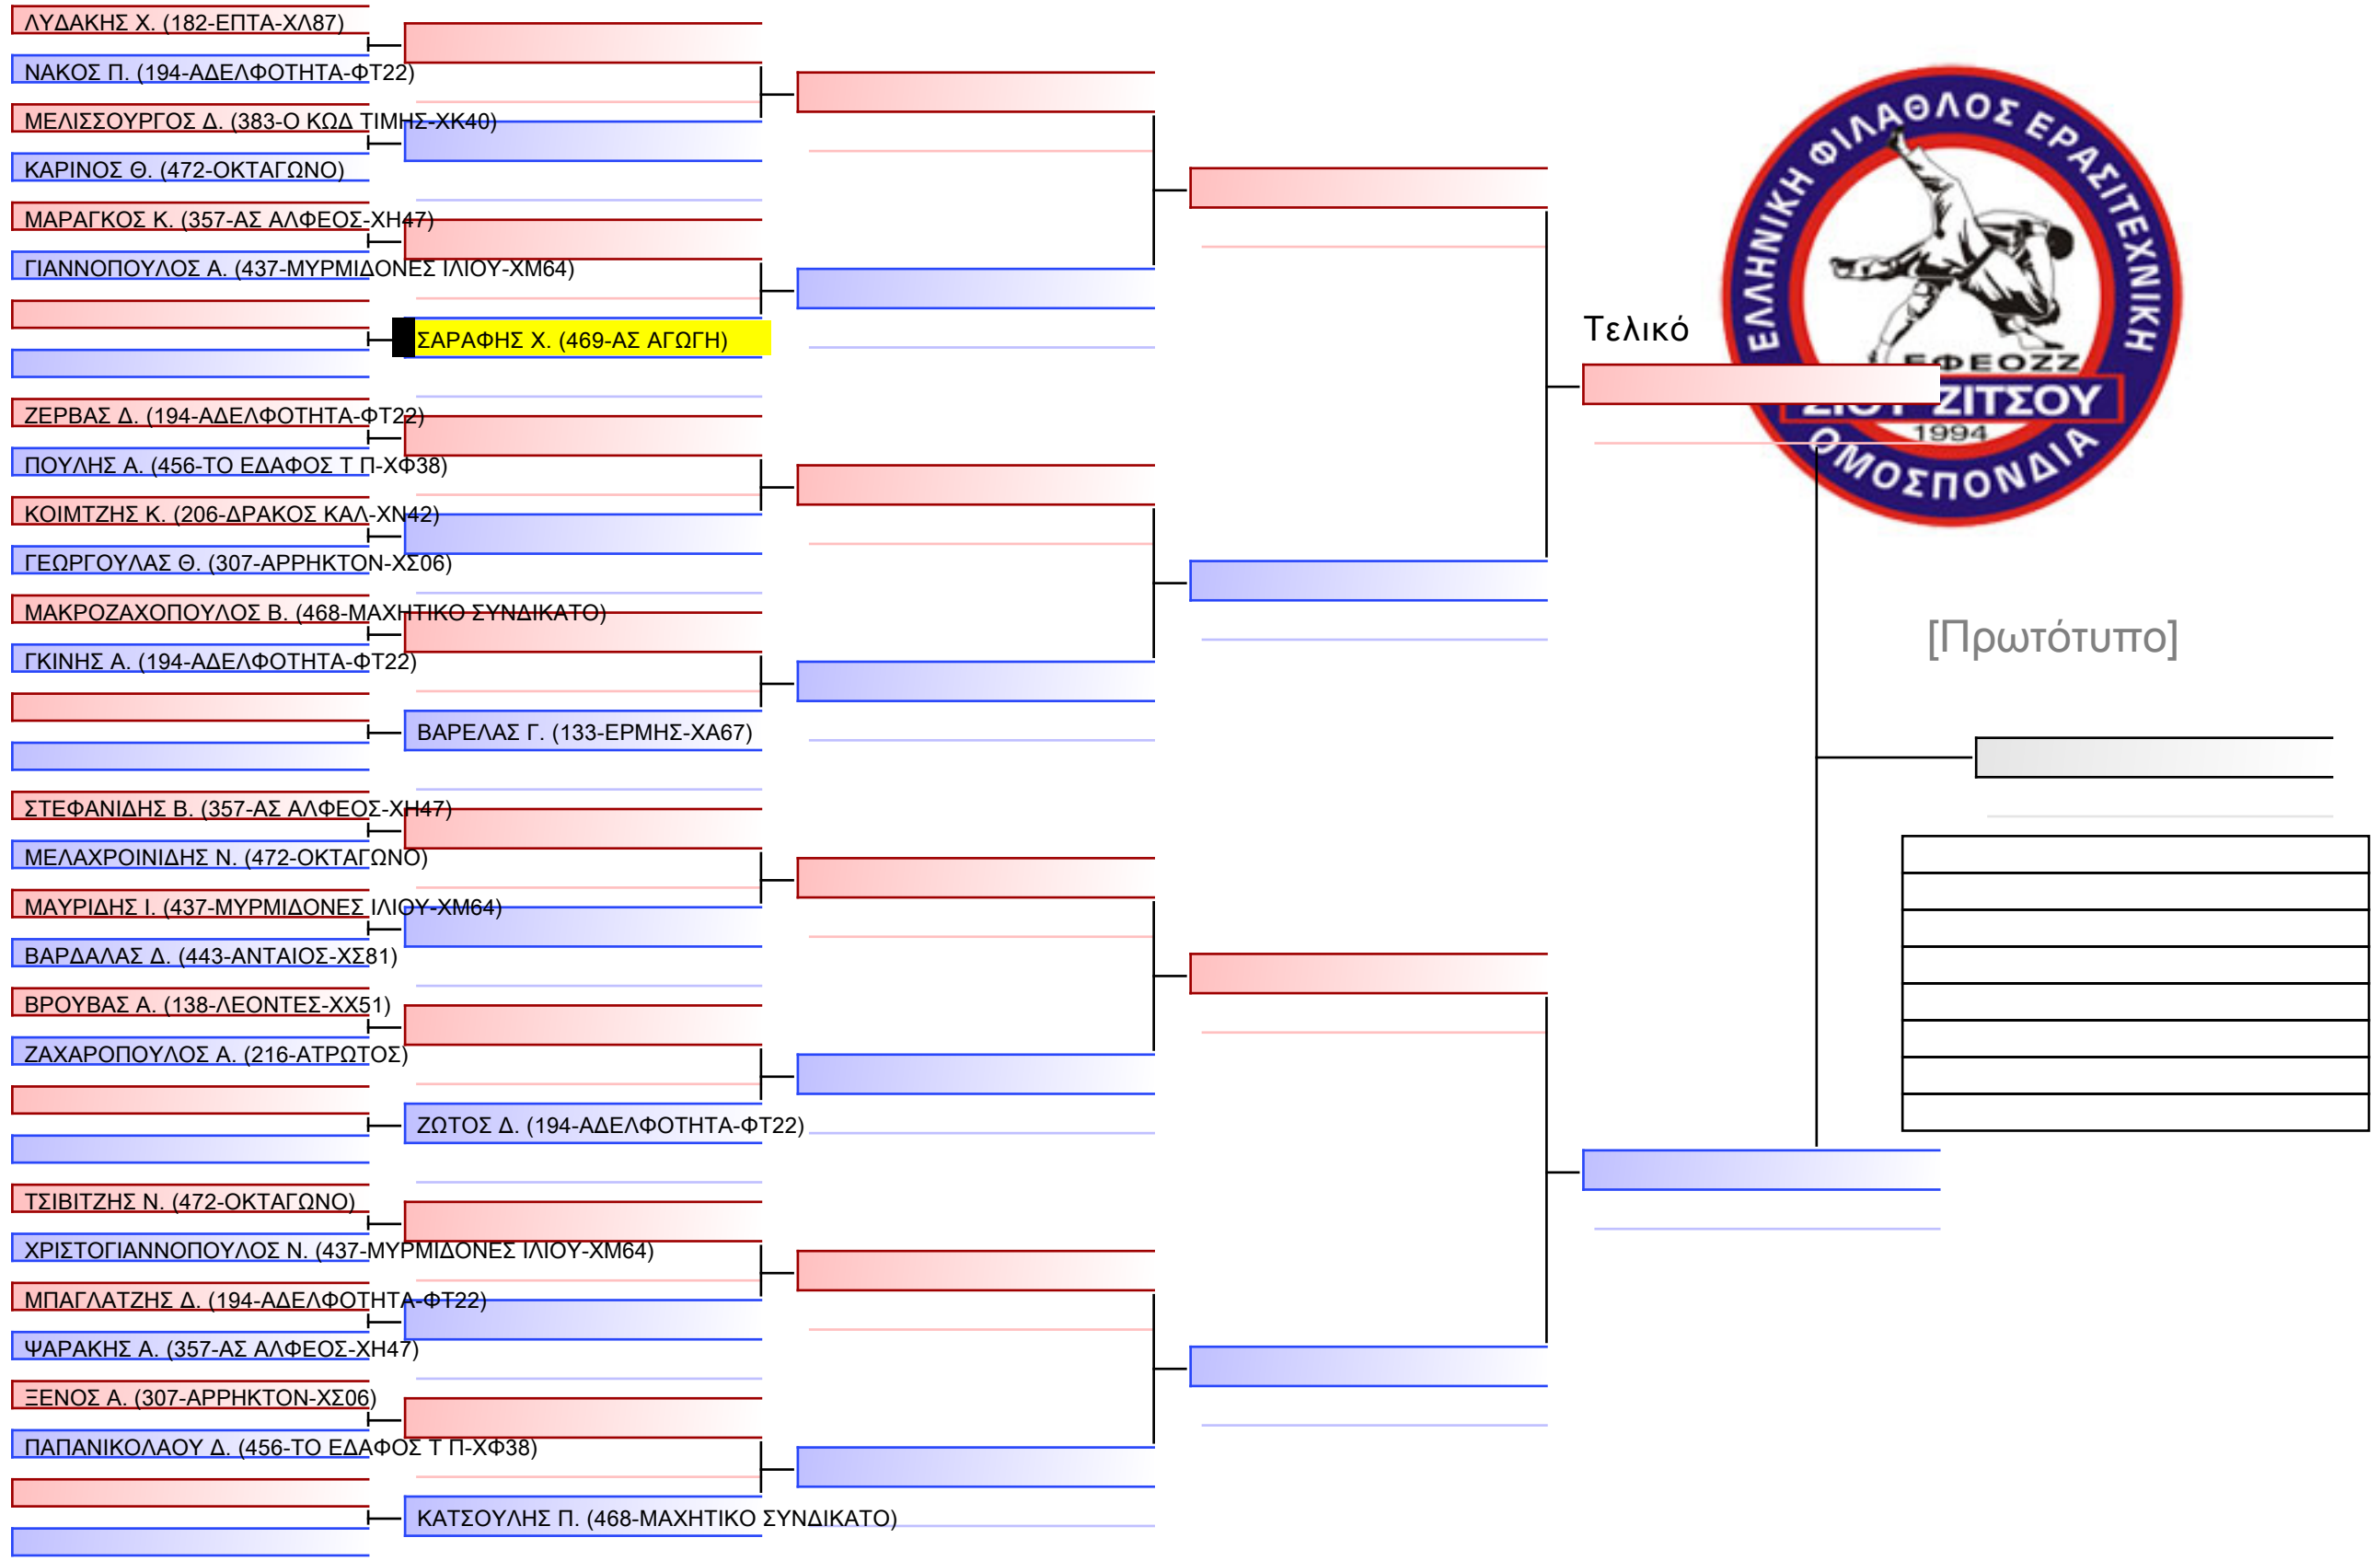 ΛΥΔΑΚΗΣ Χ. (182-ΕΠΤΑ-ΧΛ87)
ΝΑΚΟΣ Π. (194-ΑΔΕΛΦΟΤΗΤΑ-ΦΤ22)
ΜΕΛΙΣΣΟΥΡΓΟΣ Δ. (383-Ο ΚΩΔ ΤΙΜΗΣ-ΧΚ40)
ΚΑΡΙΝΟΣ Θ. (472-ΟΚΤΑΓΩΝΟ)
ΜΑΡΑΓΚΟΣ Κ. (357-ΑΣ ΑΛΦΕΟΣ-ΧΗ47)
ΓΙΑΝΝΟΠΟΥΛΟΣ Α. (437-ΜΥΡΜΙΔΟΝΕΣ ΙΛΙΟΥ-ΧΜ64)
ΣΑΡΑΦΗΣ Χ. (469-ΑΣ ΑΓΩΓΗ)
ΖΕΡΒΑΣ Δ. (194-ΑΔΕΛΦΟΤΗΤΑ-ΦΤ22)
ΠΟΥΛΗΣ Α. (456-ΤΟ ΕΔΑΦΟΣ Τ Π-ΧΦ38)
ΚΟΙΜΤΖΗΣ Κ. (206-ΔΡΑΚΟΣ ΚΑΛ-ΧΝ42)
ΓΕΩΡΓΟΥΛΑΣ Θ. (307-ΑΡΡΗΚΤΟΝ-ΧΣ06)
ΜΑΚΡΟΖΑΧΟΠΟΥΛΟΣ Β. (468-ΜΑΧΗΤΙΚΟ ΣΥΝΔΙΚΑΤΟ)
ΓΚΙΝΗΣ Α. (194-ΑΔΕΛΦΟΤΗΤΑ-ΦΤ22)
ΒΑΡΕΛΑΣ Γ. (133-ΕΡΜΗΣ-ΧΑ67)
ΣΤΕΦΑΝΙΔΗΣ Β. (357-ΑΣ ΑΛΦΕΟΣ-ΧΗ47)
ΜΕΛΑΧΡΟΙΝΙΔΗΣ Ν. (472-ΟΚΤΑΓΩΝΟ)
ΜΑΥΡΙΔΗΣ Ι. (437-ΜΥΡΜΙΔΟΝΕΣ ΙΛΙΟΥ-ΧΜ64)
ΒΑΡΔΑΛΑΣ Δ. (443-ΑΝΤΑΙΟΣ-ΧΣ81)
ΒΡΟΥΒΑΣ Α. (138-ΛΕΟΝΤΕΣ-ΧΧ51)
ΖΑΧΑΡΟΠΟΥΛΟΣ Α. (216-ΑΤΡΩΤΟΣ)
ΖΩΤΟΣ Δ. (194-ΑΔΕΛΦΟΤΗΤΑ-ΦΤ22)
ΤΣΙΒΙΤΖΗΣ Ν. (472-ΟΚΤΑΓΩΝΟ)
ΧΡΙΣΤΟΓΙΑΝΝΟΠΟΥΛΟΣ Ν. (437-ΜΥΡΜΙΔΟΝΕΣ ΙΛΙΟΥ-ΧΜ64)
ΜΠΑΓΛΑΤΖΗΣ Δ. (194-ΑΔΕΛΦΟΤΗΤΑ-ΦΤ22)
ΨΑΡΑΚΗΣ Α. (357-ΑΣ ΑΛΦΕΟΣ-ΧΗ47)
ΞΕΝΟΣ Α. (307-ΑΡΡΗΚΤΟΝ-ΧΣ06)
ΠΑΠΑΝΙΚΟΛΑΟΥ Δ. (456-ΤΟ ΕΔΑΦΟΣ Τ Π-ΧΦ38)
ΚΑΤΣΟΥΛΗΣ Π. (468-ΜΑΧΗΤΙΚΟ ΣΥΝΔΙΚΑΤΟ)
Τελικό
ΕΛΛΗΝΙΚΗ ΦΙΛΑΘΛΟΣ ΕΡΑΣΙΤΕΧΝΙΚΗ
ΕΦΕΟΖΖ
ΖΙΟΥ ΖΙΤΣΟΥ
1994
ΟΜΟΣΠΟΝΔΙΑ
[Πρωτότυπο]